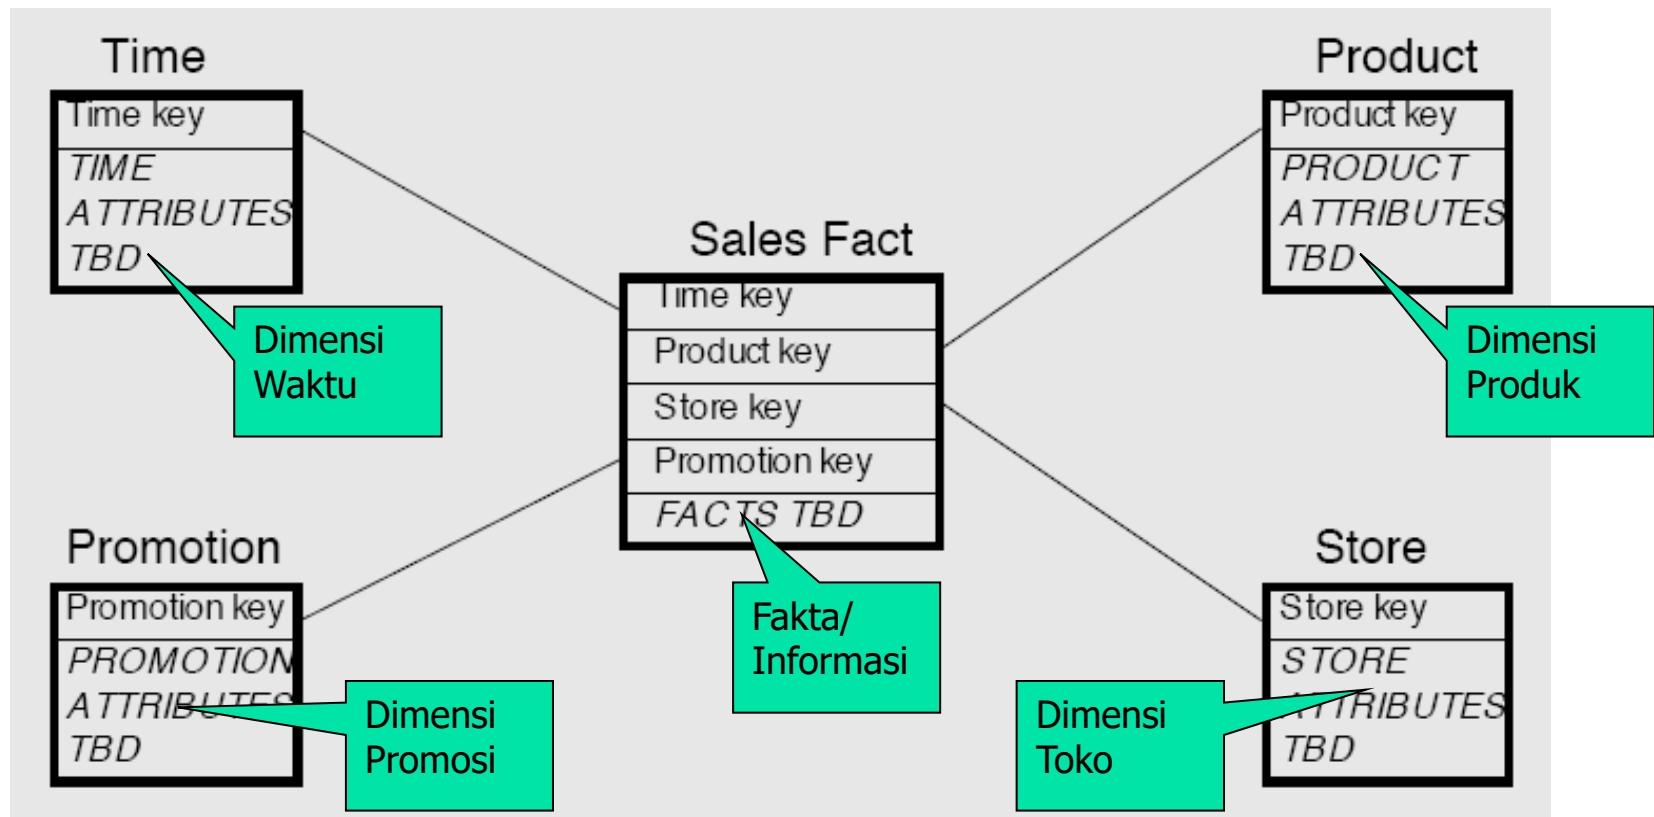 Time
Time key
TIME
ATTRIBUTES
TBD
Dimensi
Waktu
Product
Product key
PRODUCT
ATTRIBUTES
TBD
Dimensi
Produk
Sales Fact
Time key
Product key
Store key
Promotion key
FACTS TBD
Fakta/
Informasi
Promotion
Promotion key
PROMOTION
ATTRIBUTES
TBD
Dimensi
Promosi
Store
Store key
STORE
ATTRIBUTES
TBD
Dimensi
Toko